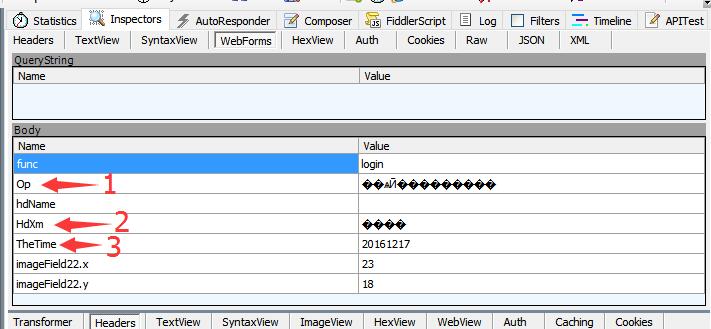 Statistics Inspectors AutoResponder Composer FiddlerScript Log Filters Timeline APITest
Headers TextView SyntaxView WebForms HexView Auth Cookies Raw JSON XML
QueryString
Name Value
Body
Name Value
func login
Op 1 ��ѧЙ���������
hdName
HdXm 2 ����
TheTime 3 20161217
imageField22.x 23
imageField22.y 18
Transformer Headers TextView SyntaxView ImageView HexView WebView Auth Caching Cookies